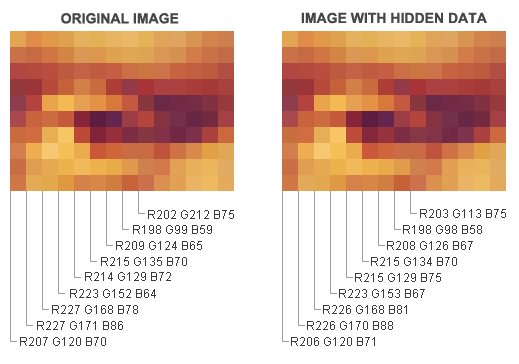 ORIGINAL IMAGE
R202 G212 B75
R198 G99 B59
R209 G124 B65
R215 G135 B70
R214 G129 B72
R223 G152 B64
R227 G168 B78
R227 G171 B86
R207 G120 B70
IMAGE WITH HIDDEN DATA
R203 G113 B75
R198 G98 B58
R208 G126 B67
R215 G134 B70
R215 G129 B75
R223 G153 B67
R226 G168 B81
R226 G170 B88
R206 G120 B71